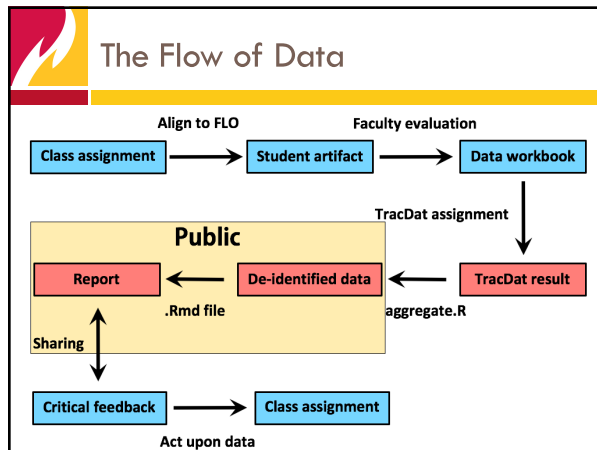 The Flow of Data
Align to FLO
Faculty evaluation
Class assignment
Student artifact
Data workbook
TracDat assignment
Public
Report
De-identified data
TracDat result
.Rmd file
aggregate.R
Sharing
Critical feedback
Class assignment
Act upon data